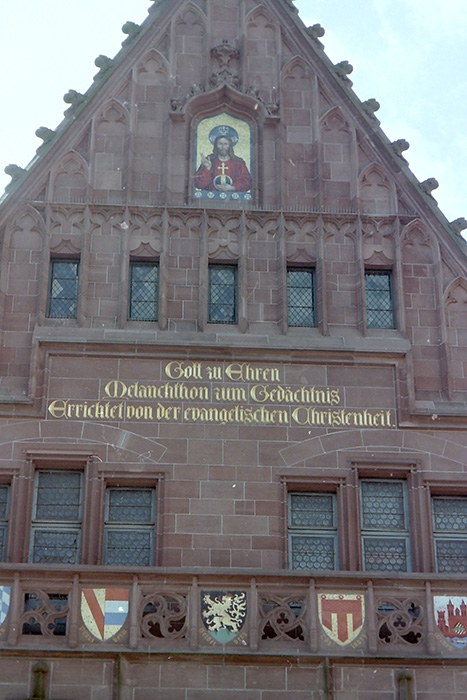 Gott zu Ehren
Melanchthon zum Gedächtnis
Errichtet von der evangelischen Christenheit.